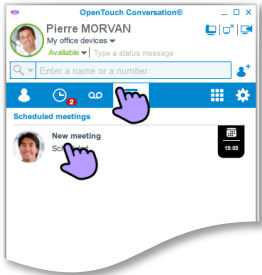 OpenTouch Conversation®
Pierre MORVAN
My office devices
Available | Type a status message
Enter a name or a number
2
Scheduled meetings
New meeting
15:05